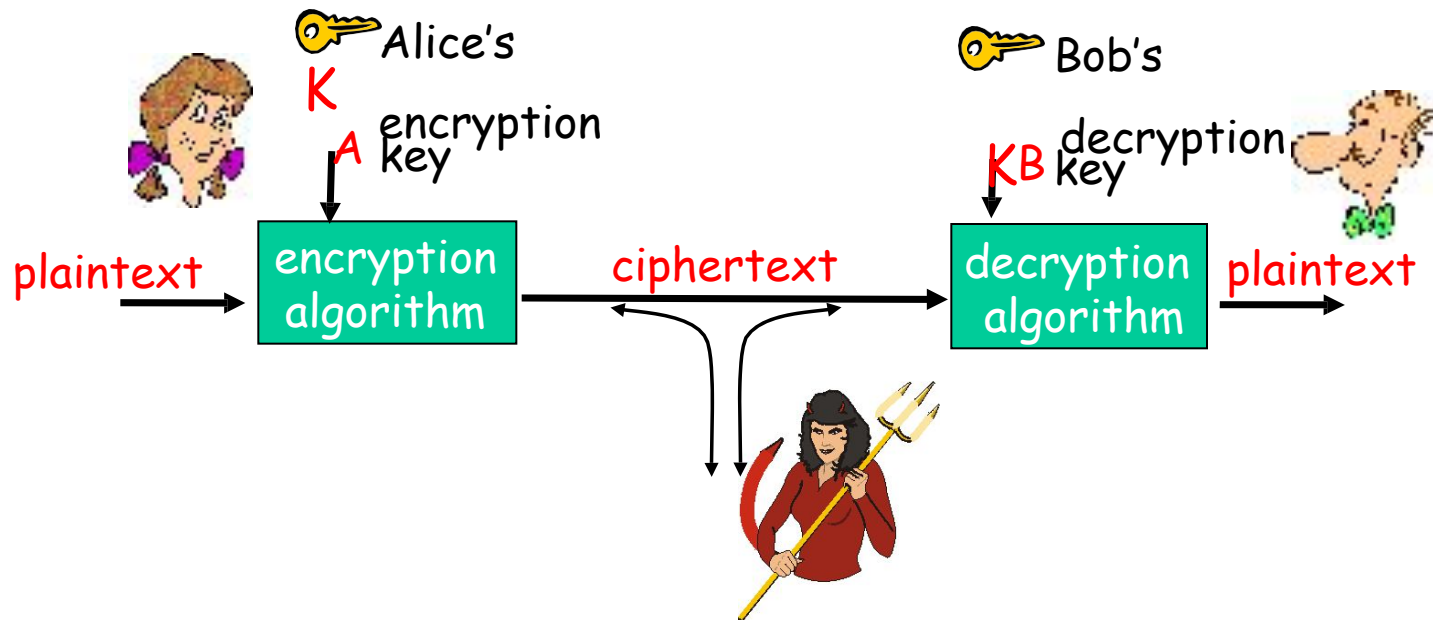 Alice’s
K
A encryption
key
Bob’s
KB decryption
key
plaintext
encryption
algorithm
ciphertext
decryption
algorithm
plaintext